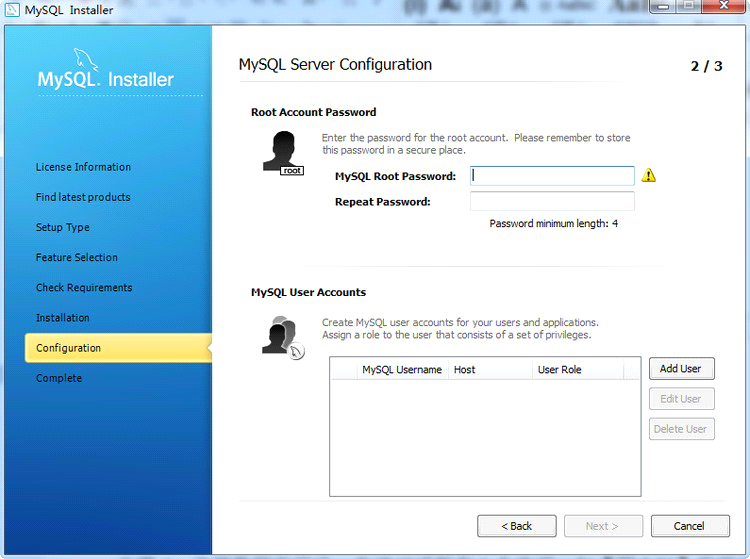 MySQL Installer
MySQL Installer
MySQL Server Configuration
2 / 3
License Information
Find latest products
Setup Type
Feature Selection
Check Requirements
Installation
Configuration
Complete
Root Account Password
root
Enter the password for the root account. Please remember to store
this password in a secure place.
MySQL Root Password:
Repeat Password:
Password minimum length: 4
MySQL User Accounts
Create MySQL user accounts for your users and applications.
Assign a role to the user that consists of a set of privileges.
MySQL Username Host User Role
Add User
Edit User
Delete User
< Back Next > Cancel